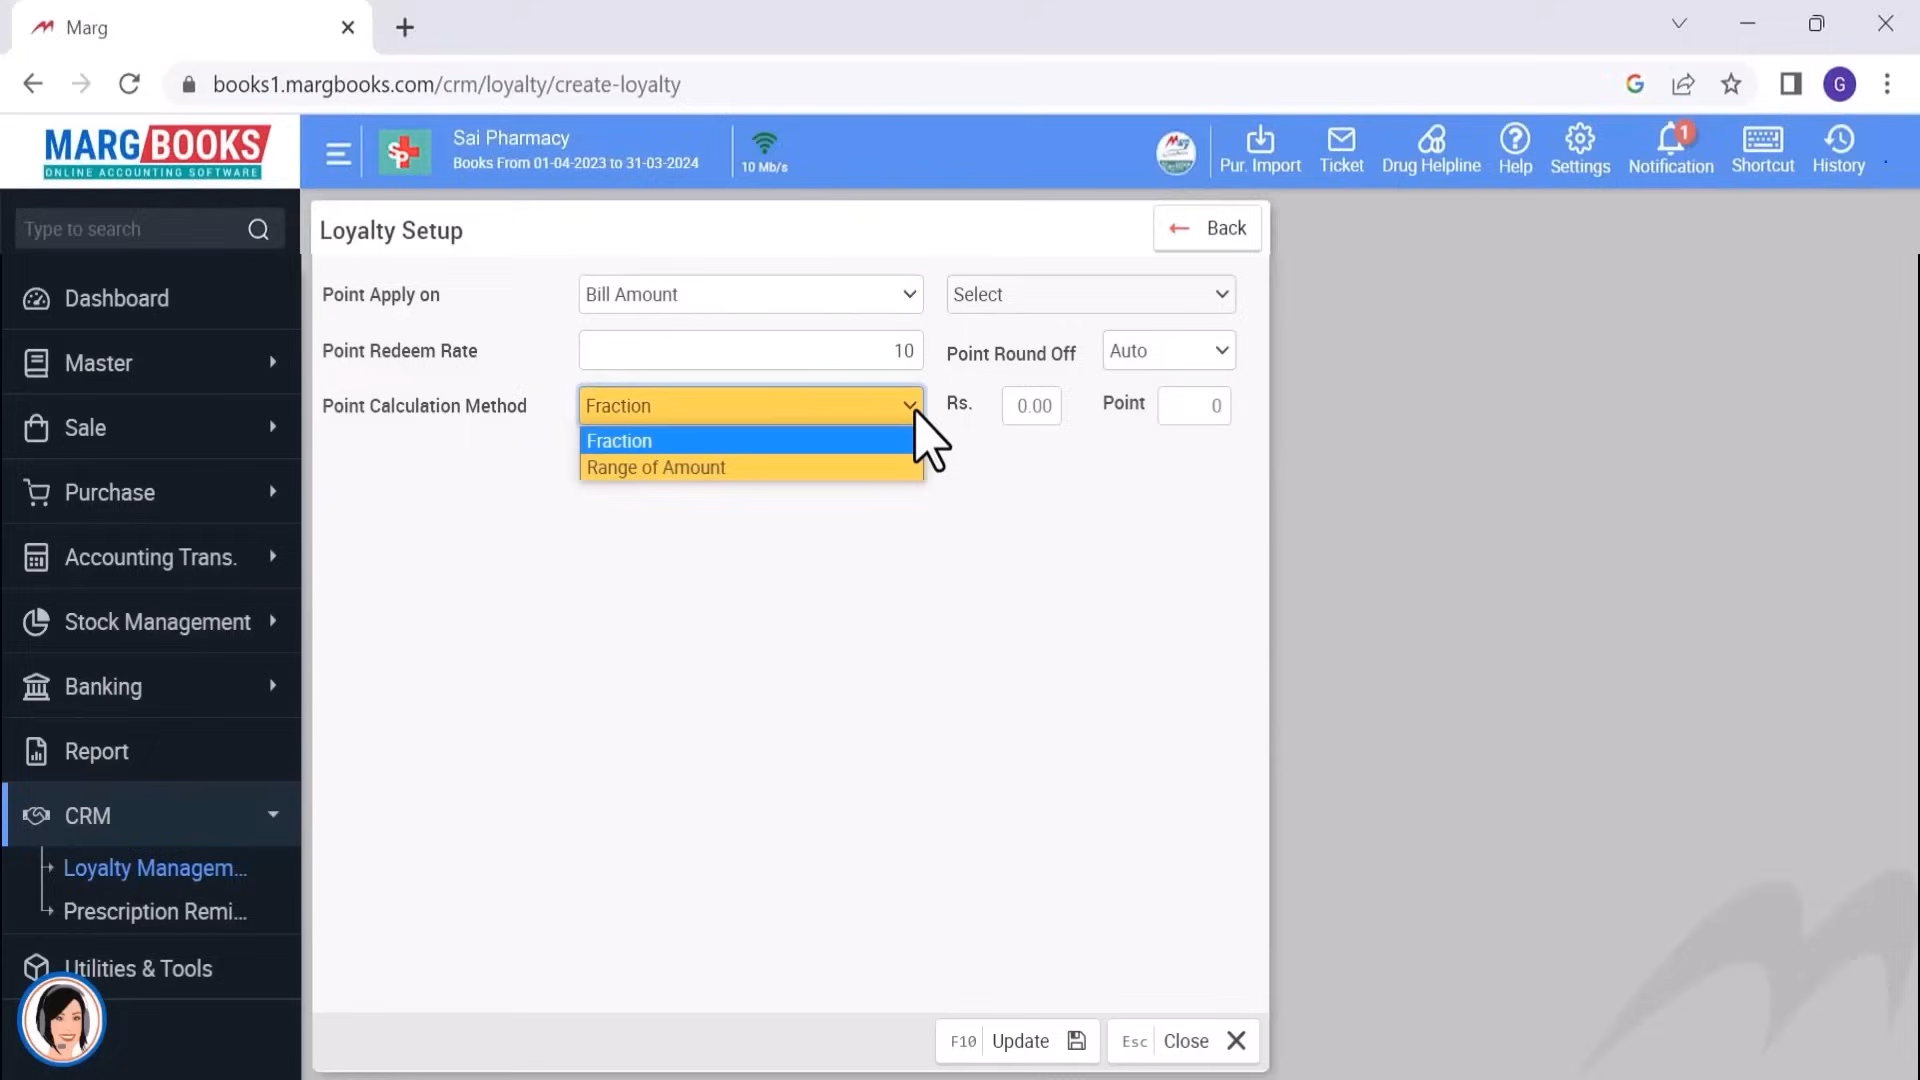 Marg
books1.margbooks.com/crm/loyalty/create-loyalty
G
MARG BOOKS
ONLINE ACCOUNTING SOFTWARE
SP
Sai Pharmacy
Books From 01-04-2023 to 31-03-2024
10 Mb/s
Pur. Import
Ticket
Drug Helpline
Help
Settings
1
Notification
Shortcut
History
Type to search
Dashboard
Master
Sale
Purchase
Accounting Trans.
Stock Management
Banking
Report
CRM
Loyalty Managem...
Prescription Remi...
Utilities & Tools
Loyalty Setup
Back
Point Apply on
Bill Amount
Select
Point Redeem Rate
10
Point Round Off
Auto
Point Calculation Method
Fraction
Rs.
0.00
Point
0
Fraction
Range of Amount
F10 Update
Esc Close